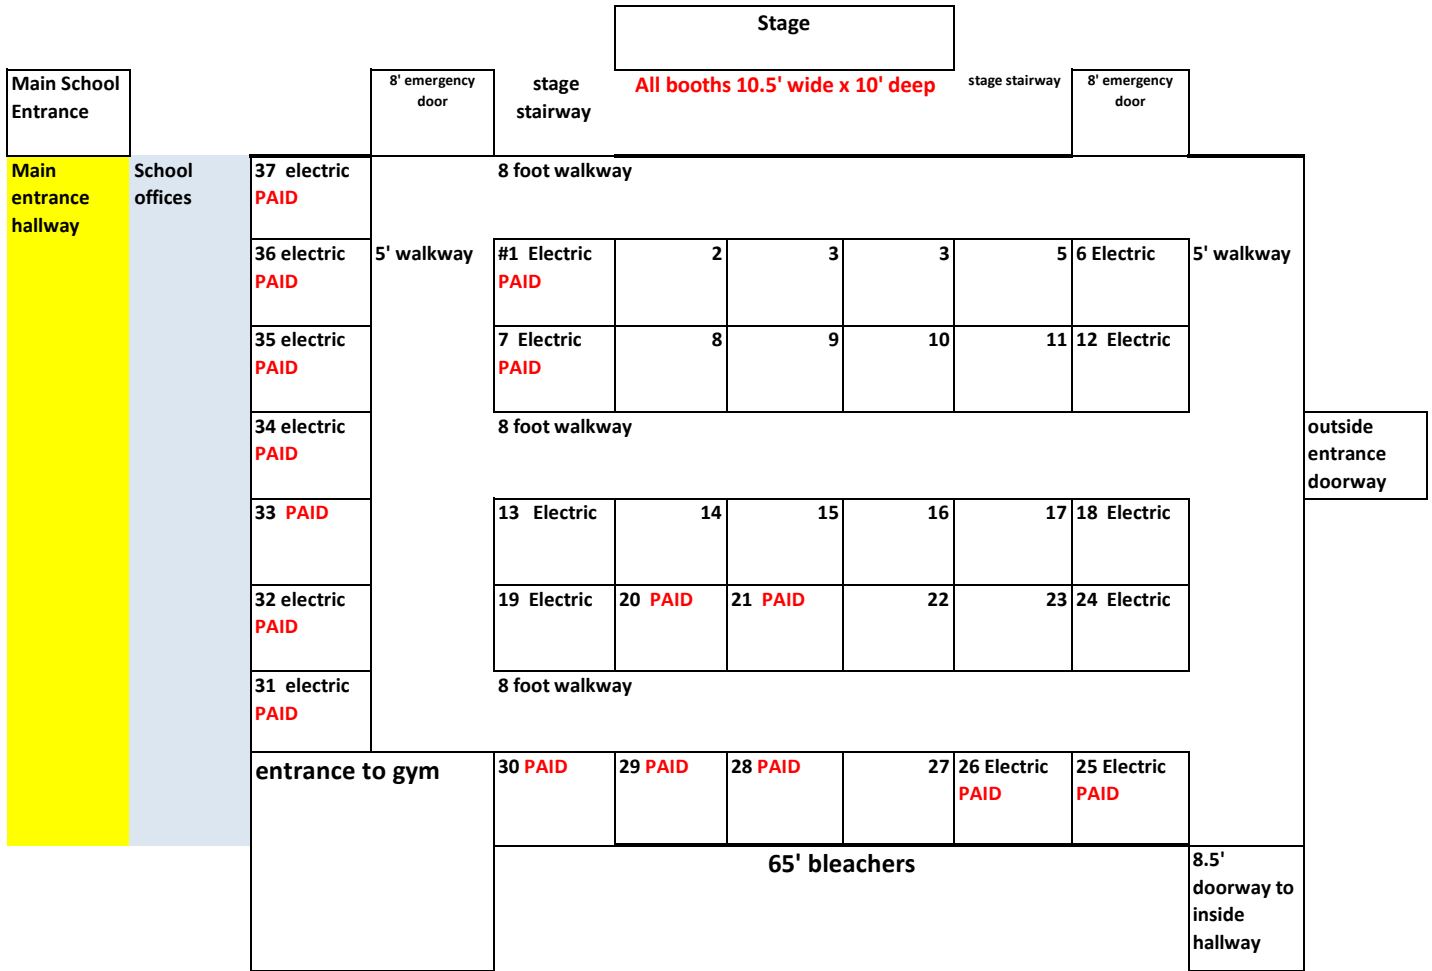 Stage
Main School
Entrance
8' emergency
door
stage
stairway
All booths 10.5' wide x 10' deep
stage stairway
8' emergency
door
Main
entrance
hallway
School
offices
37 electric
PAID
8 foot walkway
36 electric
PAID
5' walkway
#1 Electric
PAID
2
3
3
5
6 Electric
5' walkway
35 electric
PAID
7 Electric
PAID
8
9
10
11
12 Electric
34 electric
PAID
8 foot walkway
outside
entrance
doorway
33 PAID
13 Electric
14
15
16
17
18 Electric
32 electric
PAID
19 Electric
20 PAID
21 PAID
22
23
24 Electric
31 electric
PAID
8 foot walkway
entrance to gym
30 PAID
29 PAID
28 PAID
27
26 Electric
PAID
25 Electric
PAID
65' bleachers
8.5'
doorway to
inside
hallway